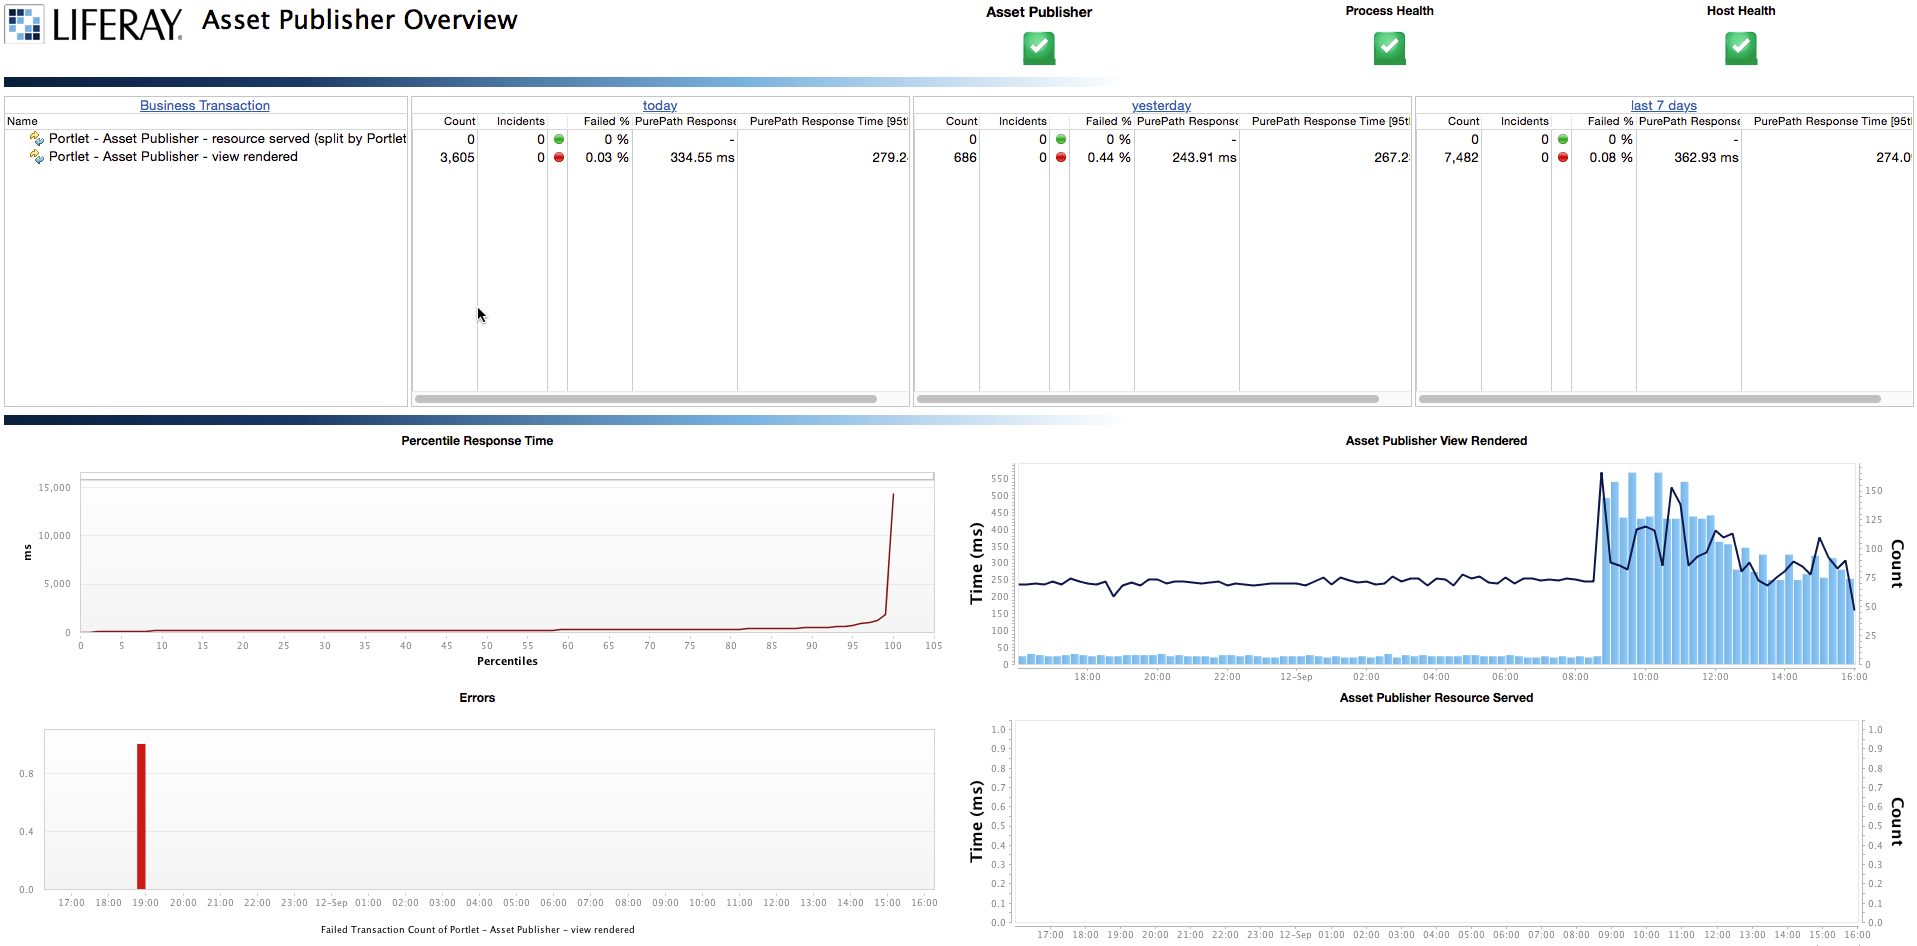 LIFERAY. Asset Publisher Overview
Asset Publisher
Process Health
Host Health
Business Transaction
Name
Portlet - Asset Publisher - resource served (split by Portlet
Portlet - Asset Publisher - view rendered
today
Count Incidents Failed % PurePath Response PurePath Response Time [95t
0 0 0 % -
3,605 0 0.03 % 334.55 ms 279.2
yesterday
Count Incidents Failed % PurePath Response PurePath Response Time [95t
0 0 0 % -
686 0 0.44 % 243.91 ms 267.2
last 7 days
Count Incidents Failed % PurePath Response PurePath Response Time [95t
0 0 0 % -
7,482 0 0.08 % 362.93 ms 274.0
Percentile Response Time
ms
15,000
10,000
5,000
0
0 5 10 15 20 25 30 35 40 45 50 55 60 65 70 75 80 85 90 95 100 105
Percentiles
Asset Publisher View Rendered
Time (ms)
550
500
450
400
350
300
250
200
150
100
50
0
150
125
100
75
50
25
0
Count
18:00 20:00 22:00 12-Sep 02:00 04:00 06:00 08:00 10:00 12:00 14:00 16:00
Errors
0.8
0.4
0.0
17:00 18:00 19:00 20:00 21:00 22:00 23:00 12-Sep 01:00 02:00 03:00 04:00 05:00 06:00 07:00 08:00 09:00 10:00 11:00 12:00 13:00 14:00 15:00 16:00
Failed Transaction Count of Portlet - Asset Publisher - view rendered
Asset Publisher Resource Served
Time (ms)
1.0
0.9
0.8
0.7
0.6
0.5
0.4
0.3
0.2
0.1
0.0
1.0
0.9
0.8
0.7
0.6
0.5
0.4
0.3
0.2
0.1
0.0
Count
17:00 18:00 19:00 20:00 21:00 22:00 23:00 12-Sep 01:00 02:00 03:00 04:00 05:00 06:00 07:00 08:00 09:00 10:00 11:00 12:00 13:00 14:00 15:00 16:00